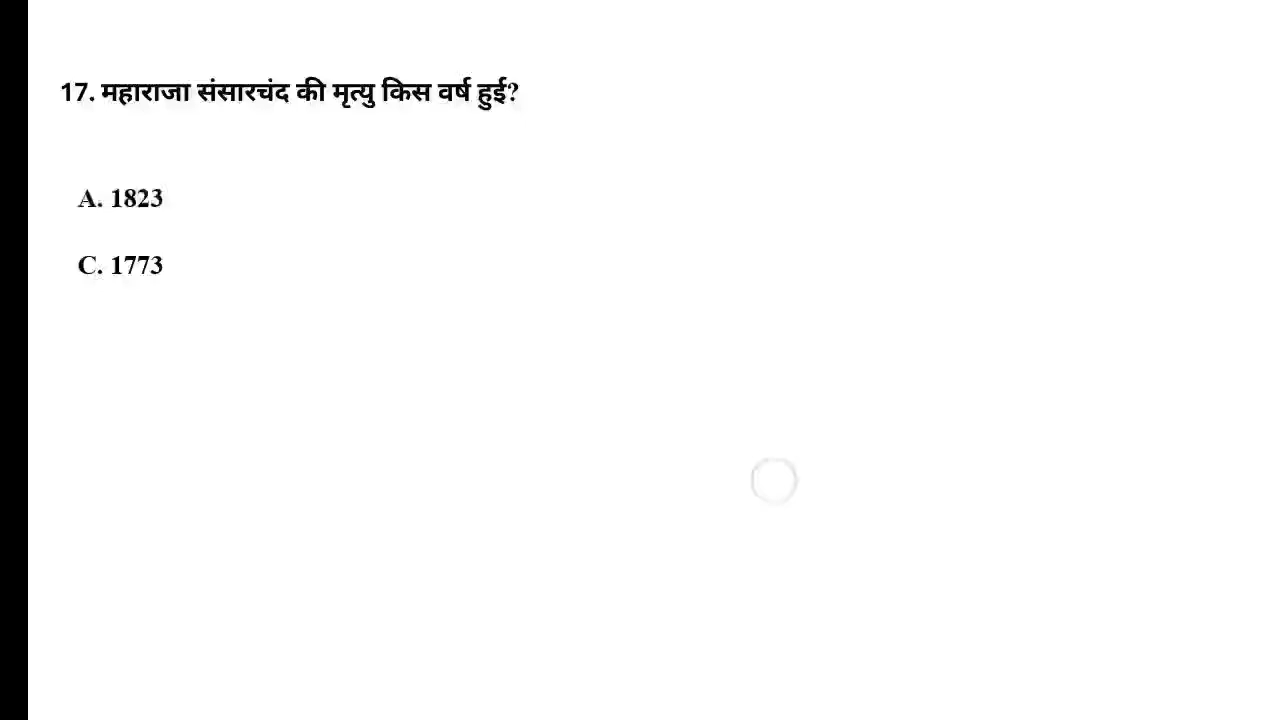 17. महाराजा संसारचंद की मृत्यु किस वर्ष हुई?
A. 1823
C. 1773